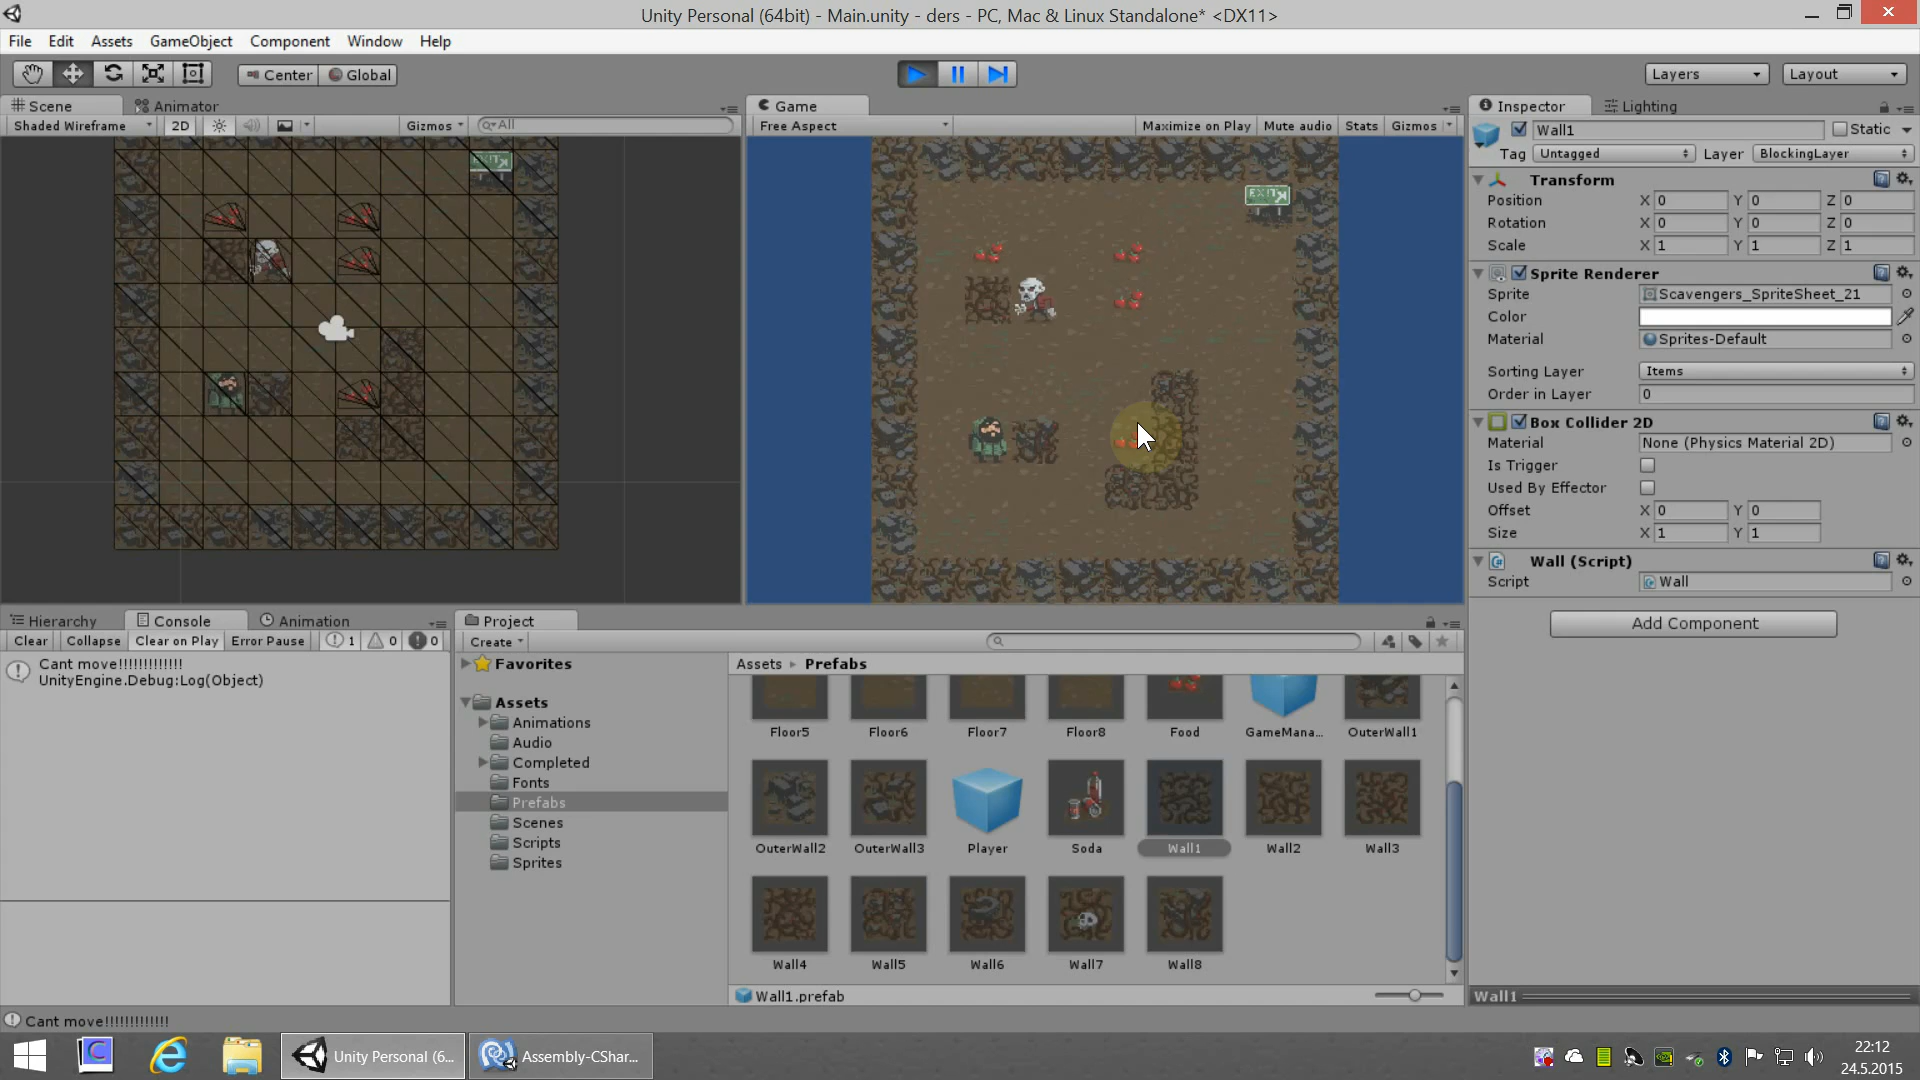 Unity Personal (64bit) - Main.unity - ders - PC, Mac & Linux Standalone* <DX11>
File Edit Assets GameObject Component Window Help
Center Global Layers Layout
Scene Animator
Shaded Wireframe 2D Gizmos All
Game
Free Aspect Maximize on Play Mute audio Stats Gizmos
EXIT
EXIT
Inspector Lighting
Wall1 Static
Tag Untagged Layer BlockingLayer
Transform
Position X 0 Y 0 Z 0
Rotation X 0 Y 0 Z 0
Scale X 1 Y 1 Z 1
Sprite Renderer
Sprite Scavengers_SpriteSheet_21
Color
Material Sprites-Default
Sorting Layer Items
Order in Layer 0
Box Collider 2D
Material None (Physics Material 2D)
Is Trigger
Used By Effector
Offset X 0 Y 0
Size X 1 Y 1
Wall (Script)
Script Wall
Add Component
Wall1
Hierarchy Console Animation
Clear Collapse Clear on Play Error Pause 1 0 0
Cant move!!!!!!!!!!!!!
UnityEngine.Debug:Log(Object)
Project
Create
Favorites
Assets
Animations
Audio
Completed
Fonts
Prefabs
Scenes
Scripts
Sprites
Assets Prefabs
Floor5 Floor6 Floor7 Floor8 Food GameMana... OuterWall1
OuterWall2 OuterWall3 Player Soda Wall1 Wall2 Wall3
Wall4 Wall5 Wall6 Wall7 Wall8
Wall1.prefab
Cant move!!!!!!!!!!!!!
Unity Personal (6...
Assembly-CShar...
22:12
24.5.2015